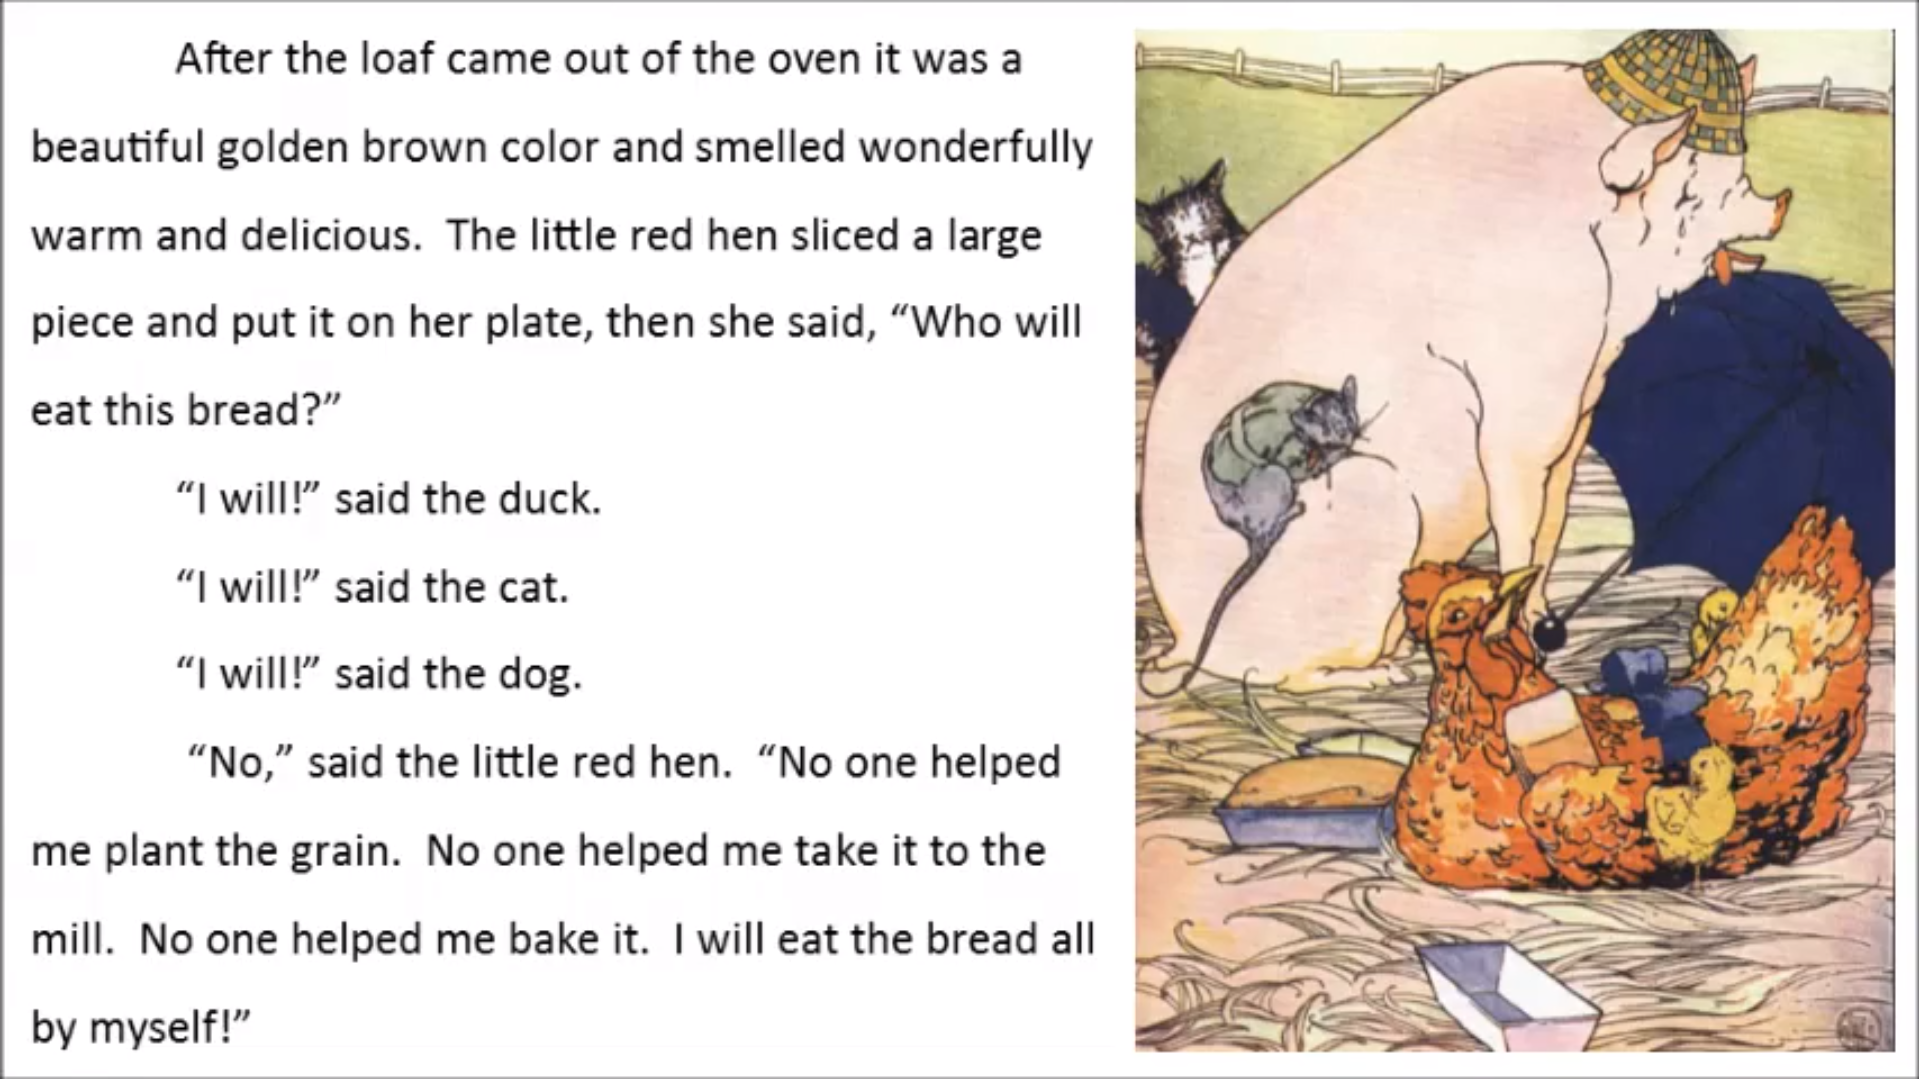 After the loaf came out of the oven it was a
beautiful golden brown color and smelled wonderfully
warm and delicious.  The little red hen sliced a large
piece and put it on her plate, then she said, “Who will
eat this bread?”
“I will!” said the duck.
“I will!” said the cat.
“I will!” said the dog.
“No,” said the little red hen.  “No one helped
me plant the grain.  No one helped me take it to the
mill.  No one helped me bake it.  I will eat the bread all
by myself!”